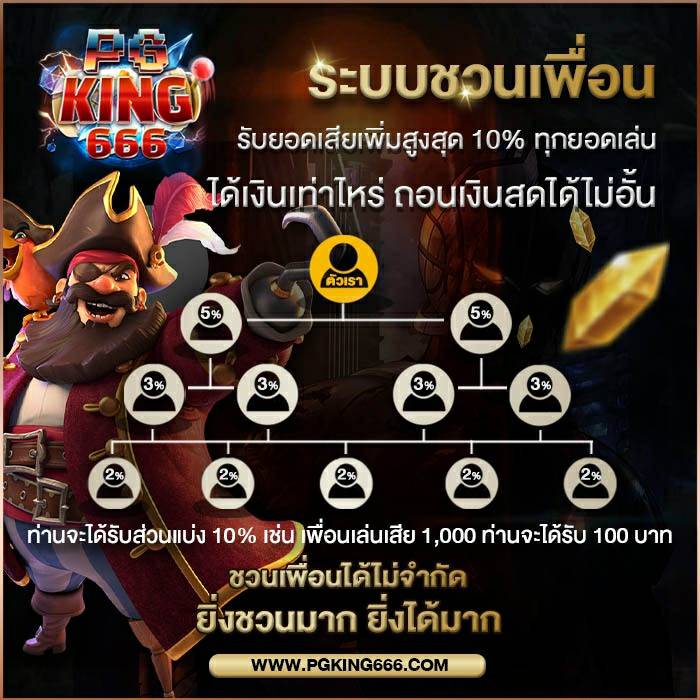 PG
KING
666
ระบบชวนเพื่อน
รับยอดเสียเพิ่มสูงสุด 10% ทุกยอดเล่น
ได้เงินเท่าไหร่ ถอนเงินสดได้ไม่อั้น
ตัวเรา
5% 5%
3% 3% 3% 3%
2% 2% 2% 2% 2%
ท่านจะได้รับส่วนแบ่ง 10% เช่น เพื่อนเล่นเสีย 1,000 ท่านจะได้รับ 100 บาท
ชวนเพื่อนได้ไม่จำกัด
ยิ่งชวนมาก ยิ่งได้มาก
WWW.PGKING666.COM